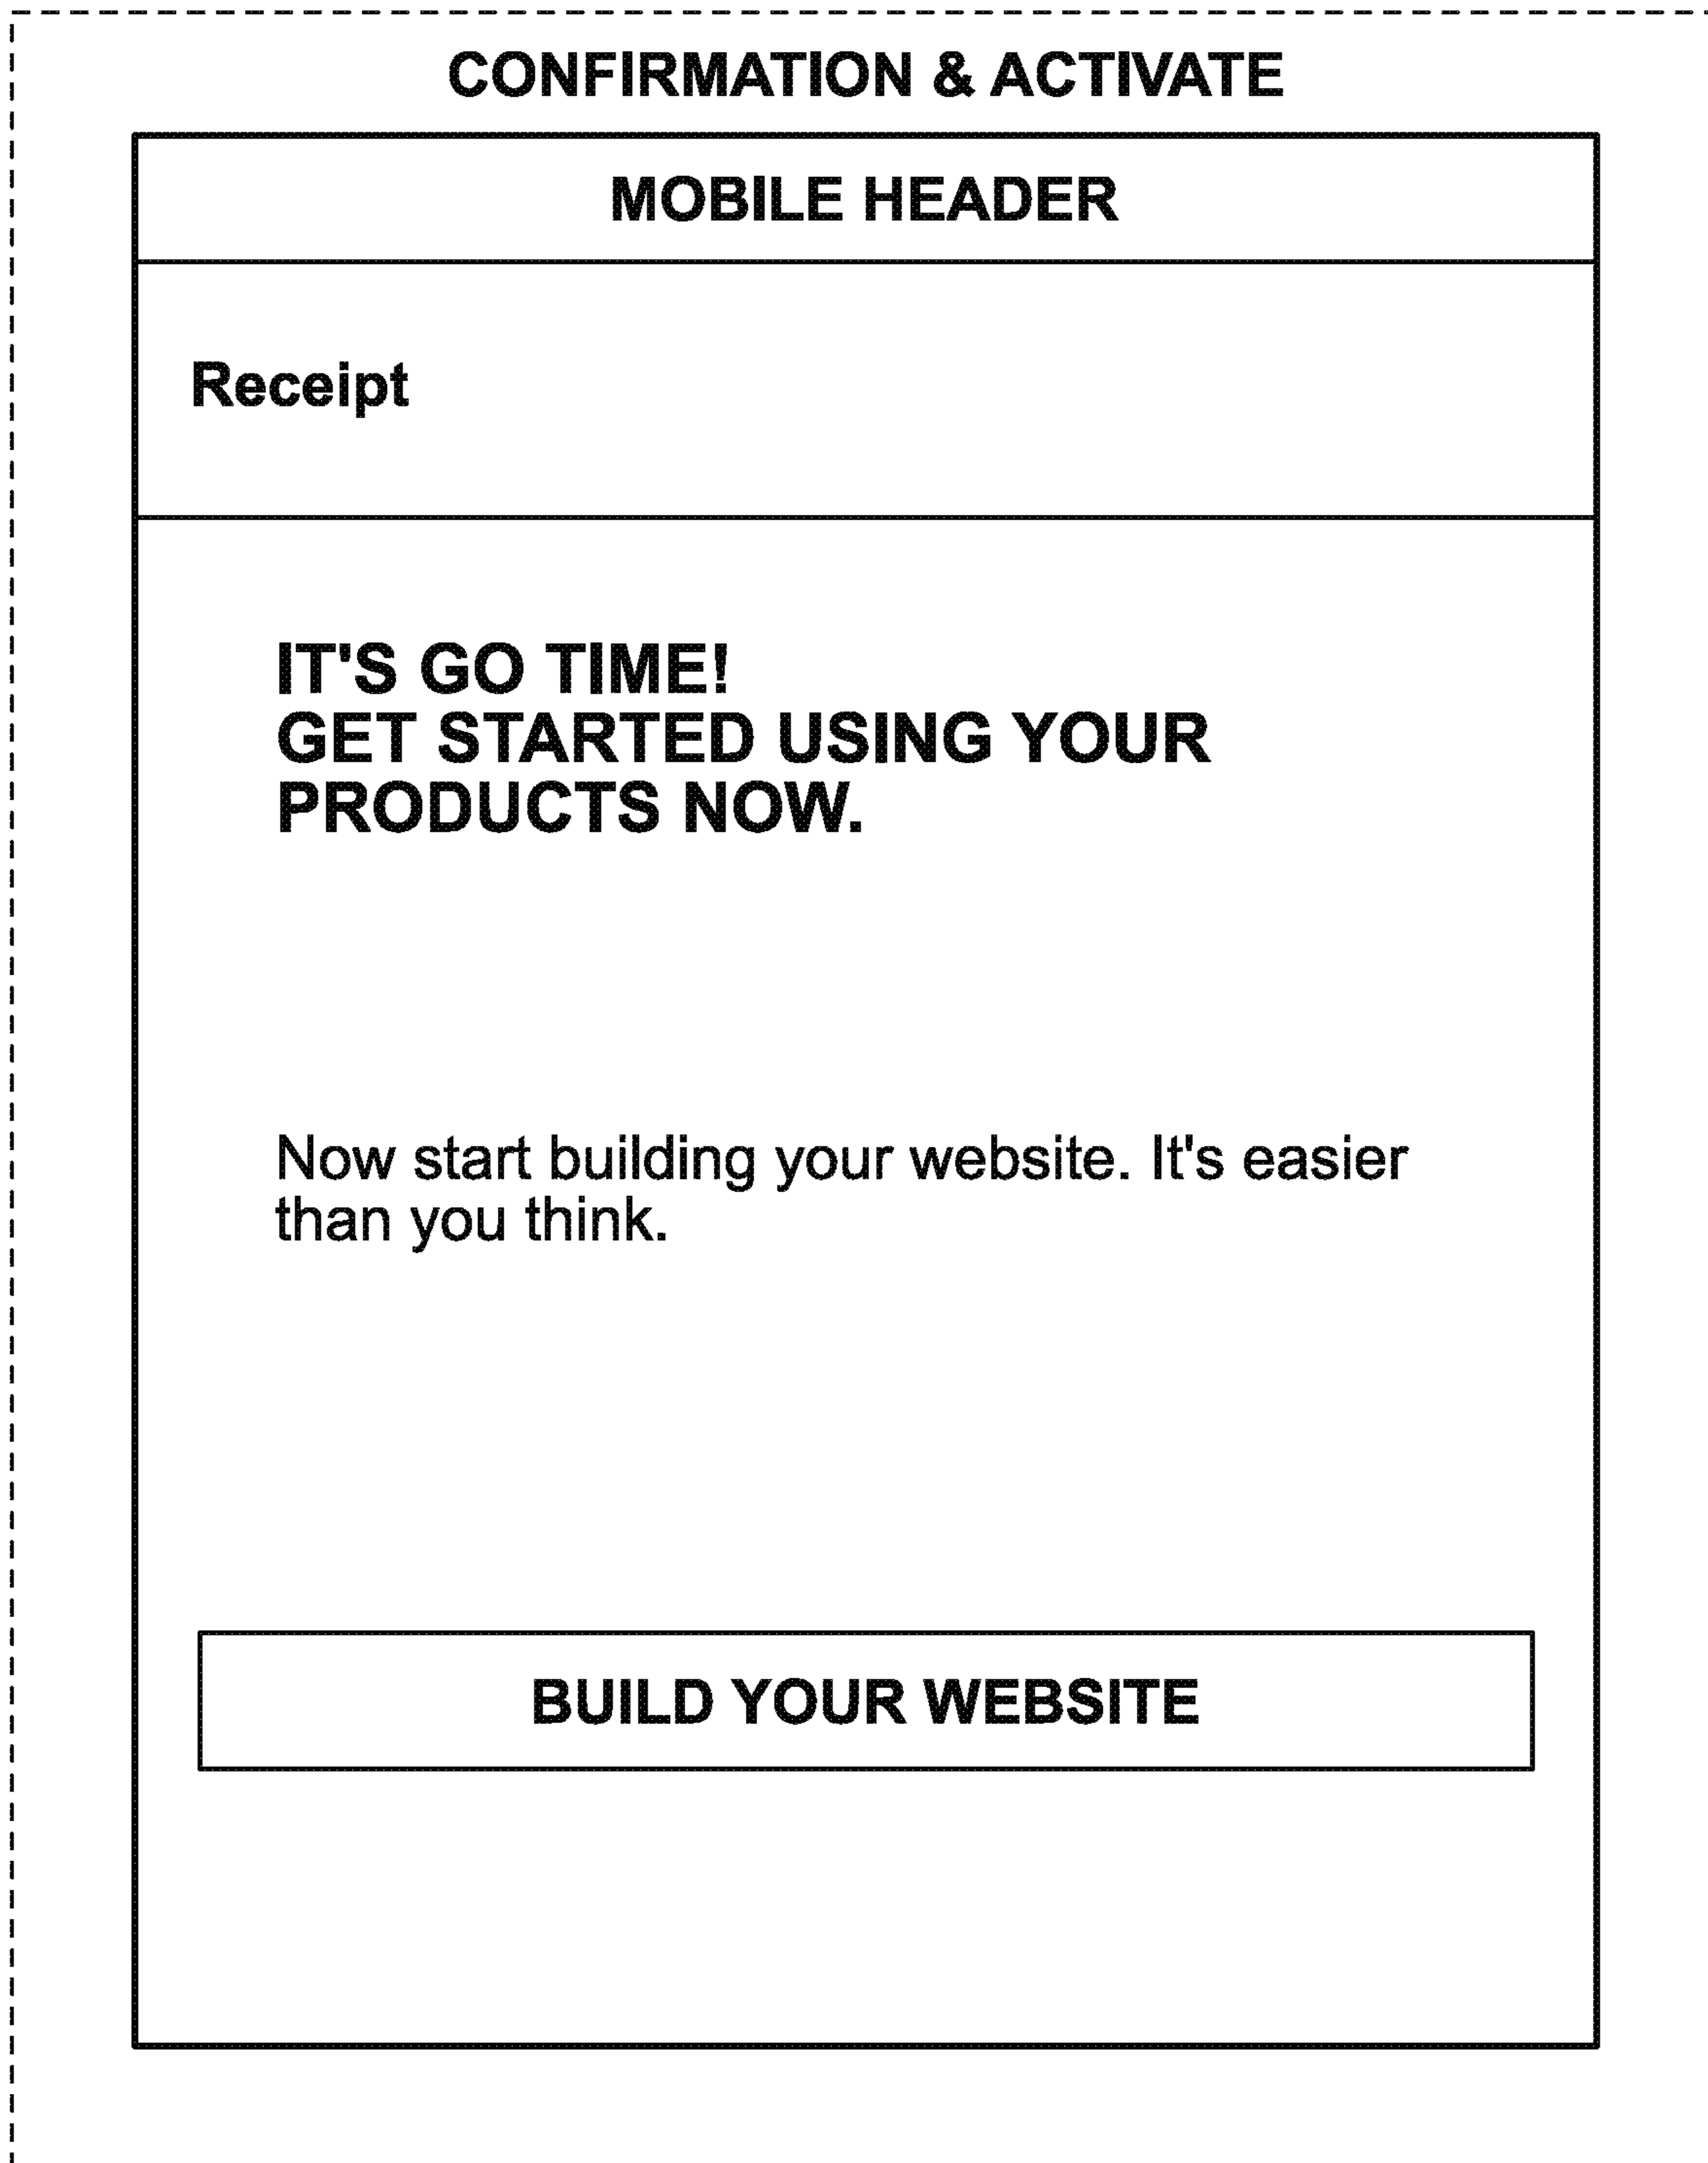 CONFIRMATION & ACTIVATE
MOBILE HEADER
Receipt
IT'S GO TIME!
GET STARTED USING YOUR
PRODUCTS NOW.
Now start building your website. It's easier
than you think.
BUILD YOUR WEBSITE